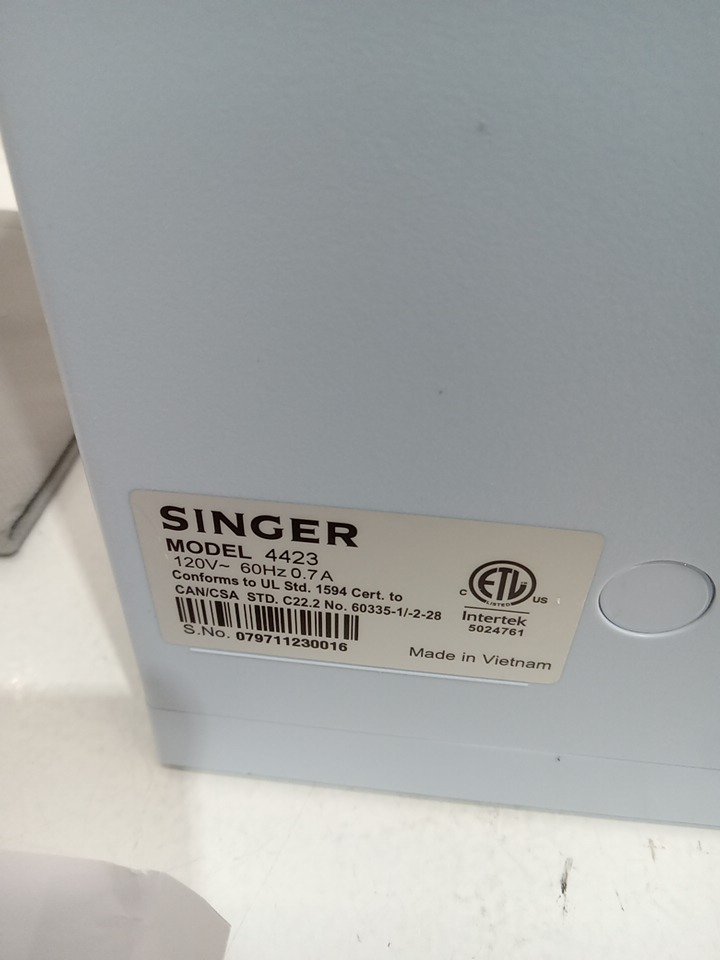 SINGER
MODEL 4423
120V~ 60Hz 0.7A
Conforms to UL Std. 1594 Cert. to
CAN/CSA STD. C22.2 No. 60335-1/-2-28
S.No. 079711230016
C ETL US
LISTED
Intertek
5024761
Made in Vietnam